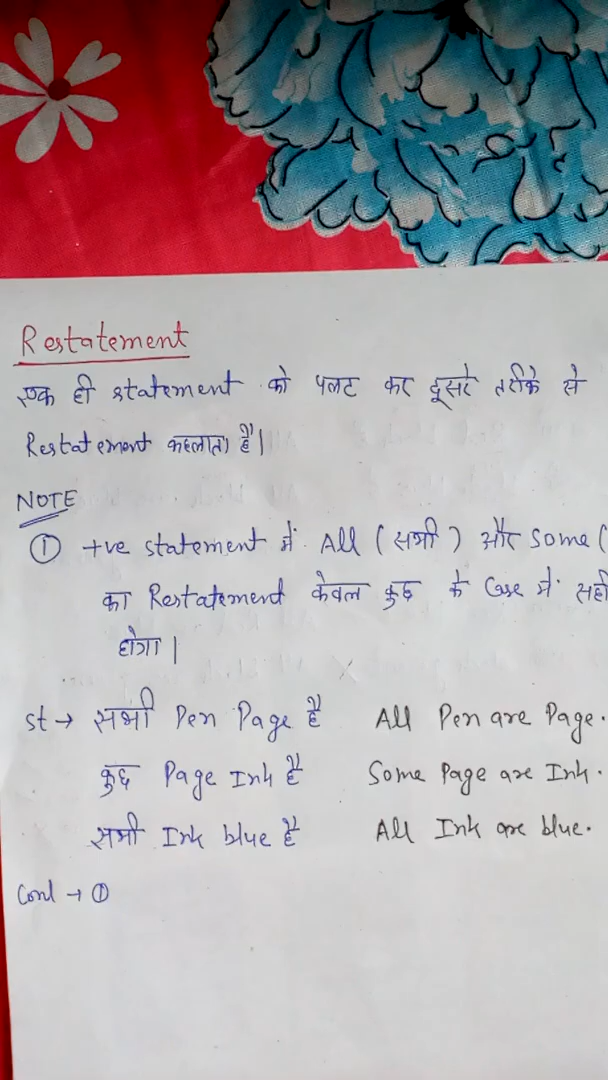 Restatement
एक ही statement को पलट कर दूसरे तरीके से
Restatement कहलाता है।
NOTE
① +ve statement में All (सभी) और Some (
का Restatement केवल कुछ के Case में सही
होगा।
st → सभी Pen Page है All Pen are Page.
कुछ Page Ink है Some Page are Ink.
सभी Ink blue है All Ink are blue.
Conl → ①